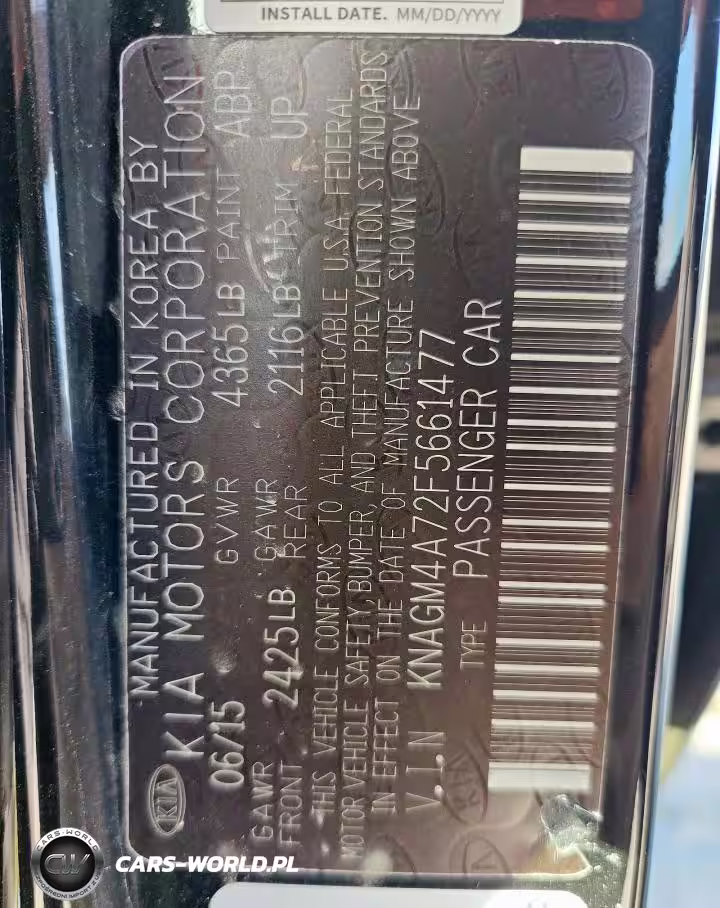 INSTALL DATE. MM/DD/YYYY
MANUFACTURED IN KOREA BY
KIA KIA MOTORS CORPORATION
06/15 GVWR 4365LB PAINT ABP
GAWR FRONT 2425LB GAWR REAR 2116LB TRIM UP
THIS VEHICLE CONFORMS TO ALL APPLICABLE U.S.A. FEDERAL
MOTOR VEHICLE SAFETY, BUMPER, AND THEFT PREVENTION STANDARDS
IN EFFECT ON THE DATE OF MANUFACTURE SHOWN ABOVE
V.I.N KNAGM4A72F5661477
TYPE PASSENGER CAR
CARS-WORLD
CW
CARS-WORLD.PL